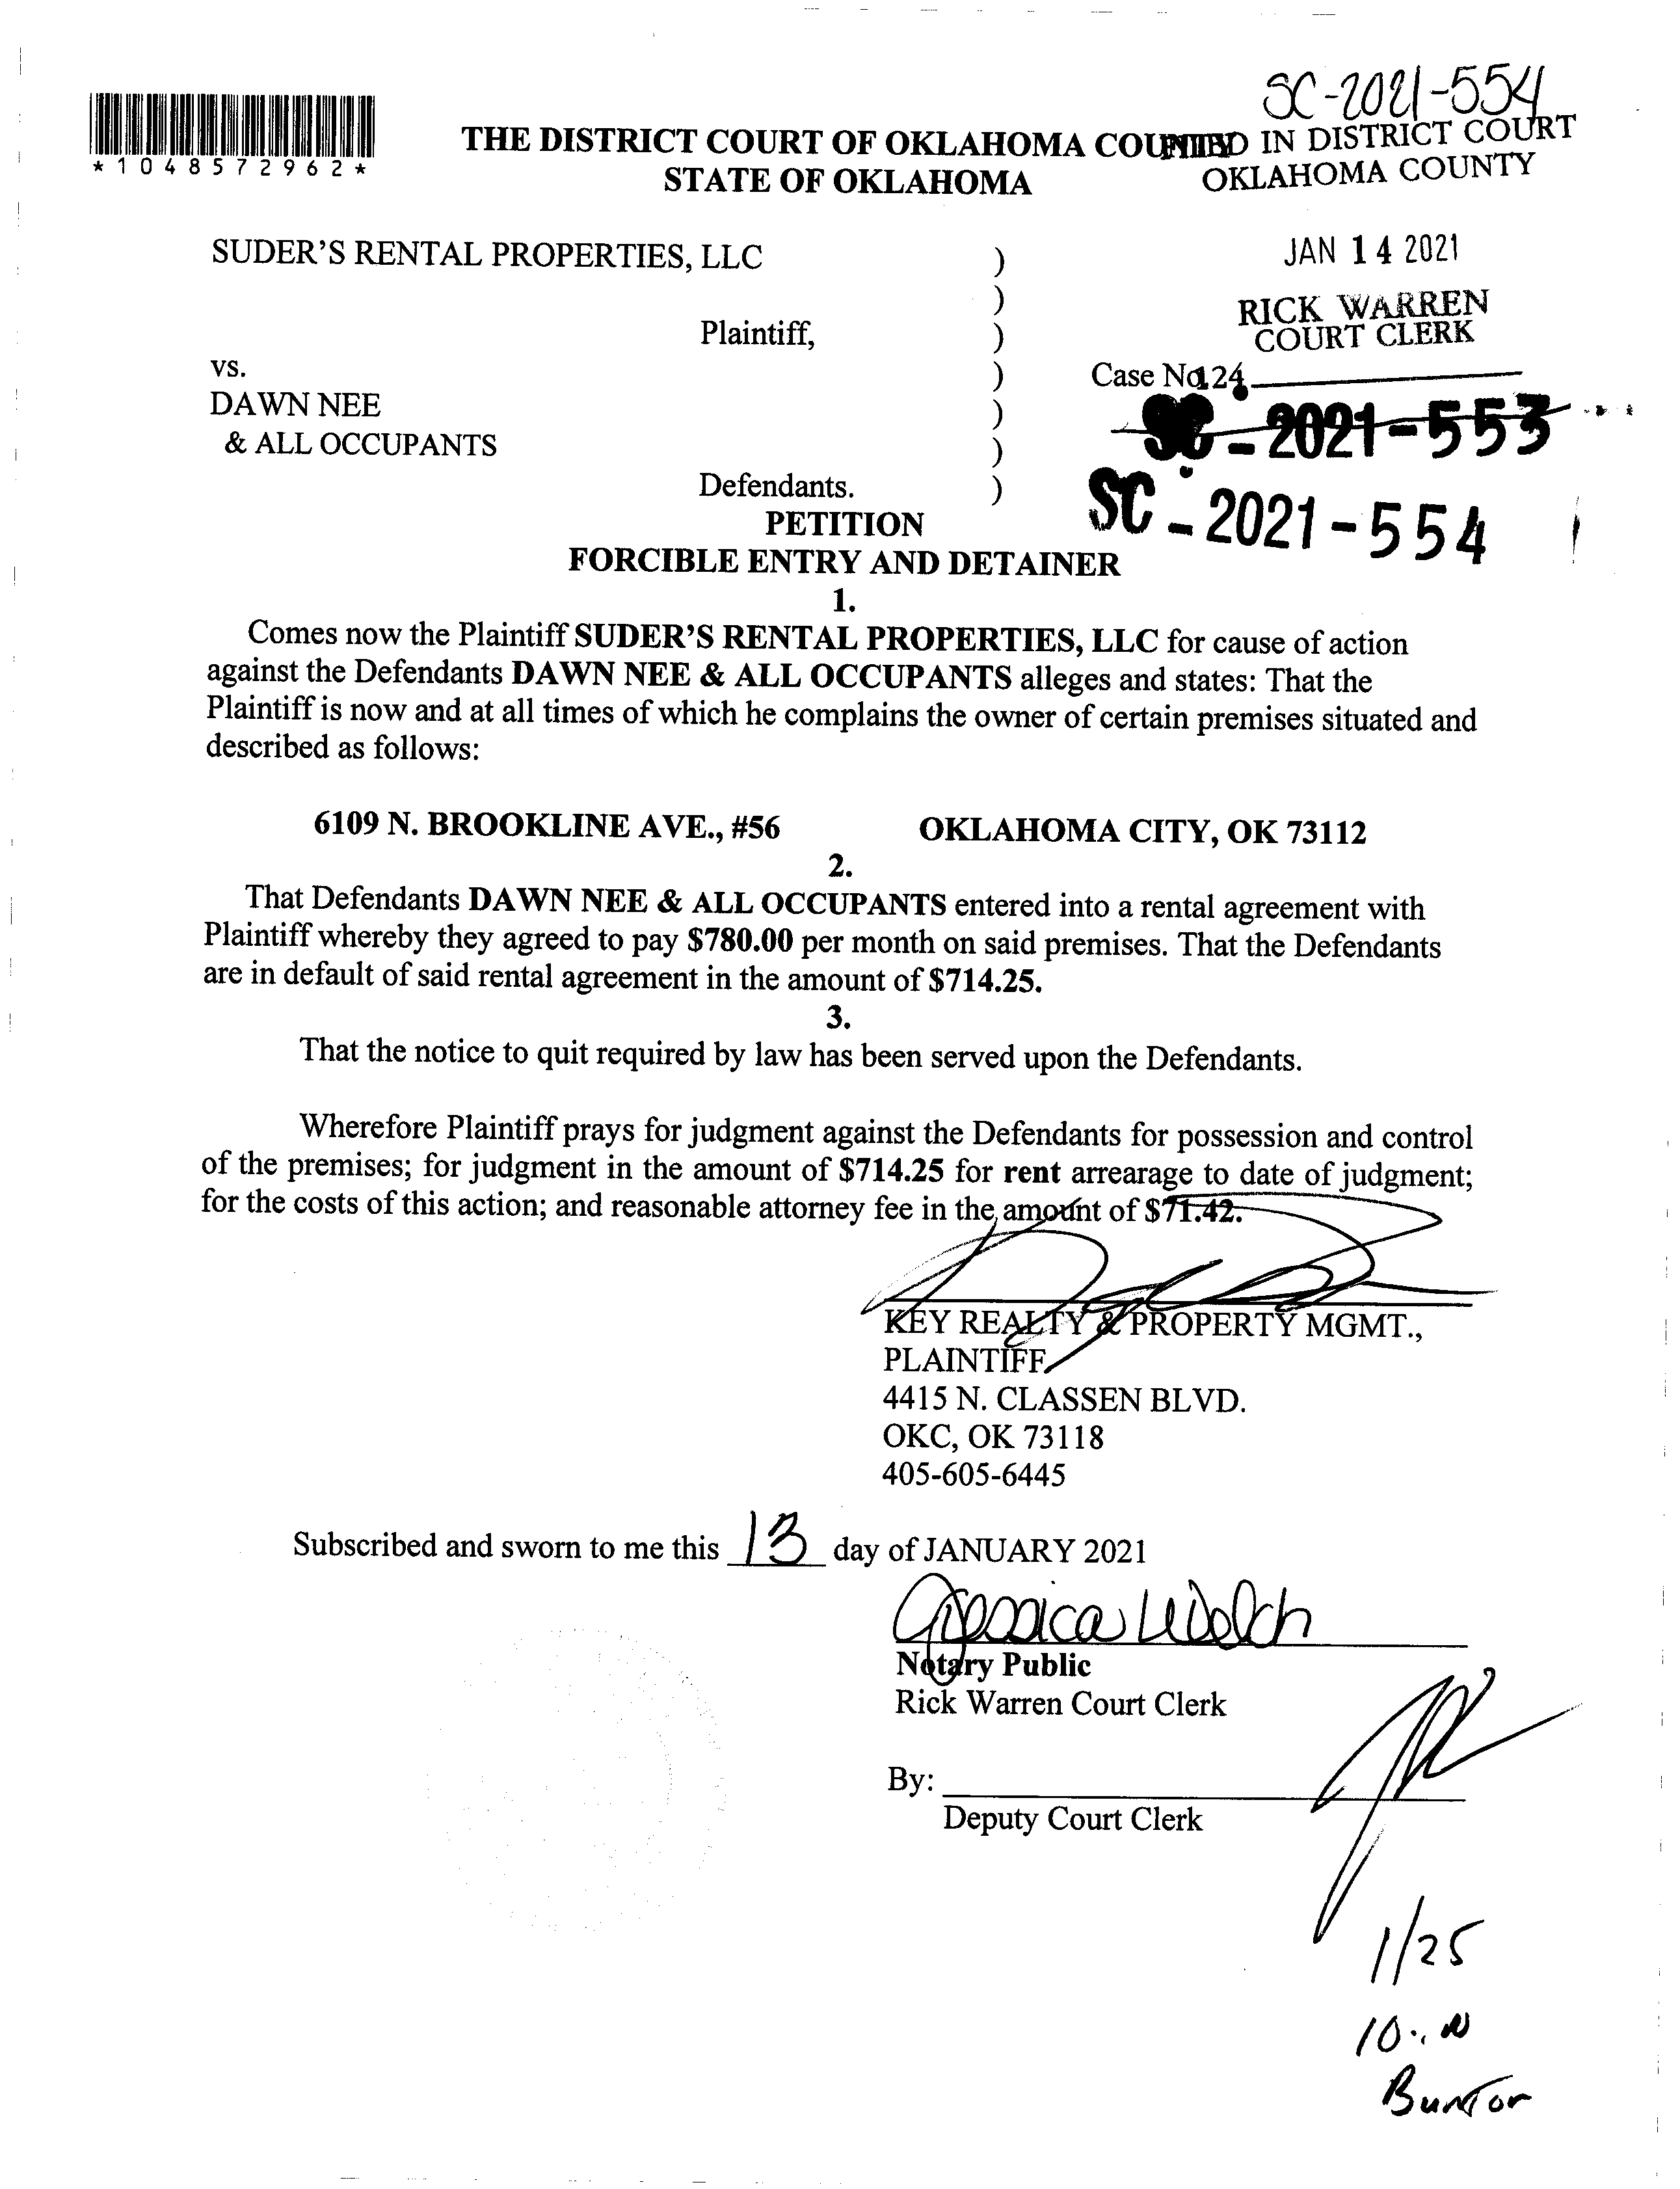 SC-2021-554
*1048572962*
THE DISTRICT COURT OF OKLAHOMA COUNTY
STATE OF OKLAHOMA
FILED IN DISTRICT COURT
OKLAHOMA COUNTY
JAN 14 2021
RICK WARREN
COURT CLERK
SUDER'S RENTAL PROPERTIES, LLC )
)
Plaintiff, )
vs. ) Case No. 124
DAWN NEE ) SC-2021-553
& ALL OCCUPANTS )
Defendants. ) SC-2021-554
PETITION
FORCIBLE ENTRY AND DETAINER
1.
Comes now the Plaintiff SUDER'S RENTAL PROPERTIES, LLC for cause of action
against the Defendants DAWN NEE & ALL OCCUPANTS alleges and states: That the
Plaintiff is now and at all times of which he complains the owner of certain premises situated and
described as follows:
6109 N. BROOKLINE AVE., #56 OKLAHOMA CITY, OK 73112
2.
That Defendants DAWN NEE & ALL OCCUPANTS entered into a rental agreement with
Plaintiff whereby they agreed to pay $780.00 per month on said premises. That the Defendants
are in default of said rental agreement in the amount of $714.25.
3.
That the notice to quit required by law has been served upon the Defendants.
Wherefore Plaintiff prays for judgment against the Defendants for possession and control
of the premises; for judgment in the amount of $714.25 for rent arrearage to date of judgment;
for the costs of this action; and reasonable attorney fee in the amount of $71.42.
KEY REALTY & PROPERTY MGMT.,
PLAINTIFF
4415 N. CLASSEN BLVD.
OKC, OK 73118
405-605-6445
Subscribed and sworn to me this 13 day of JANUARY 2021
Jessica Welch
Notary Public
Rick Warren Court Clerk
By:
Deputy Court Clerk
1/25
Buntor